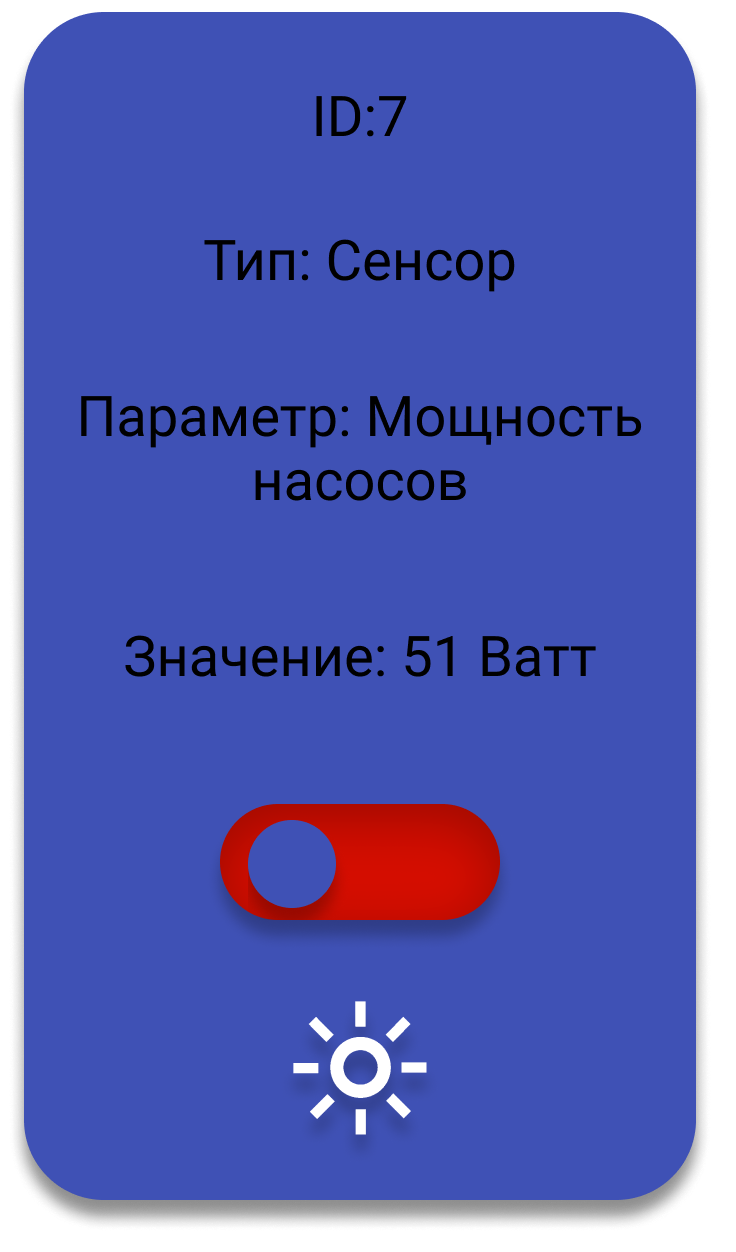 ID:7
Тип: Сенсор
Параметр: Мощность
насосов
Значение: 51 Ватт